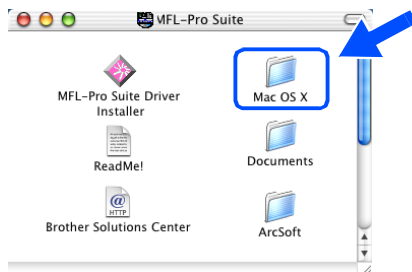 MFL-Pro Suite
MFL-Pro Suite Driver
Installer
Mac OS X
ReadMe!
Documents
@
HTTP
Brother Solutions Center
ArcSoft